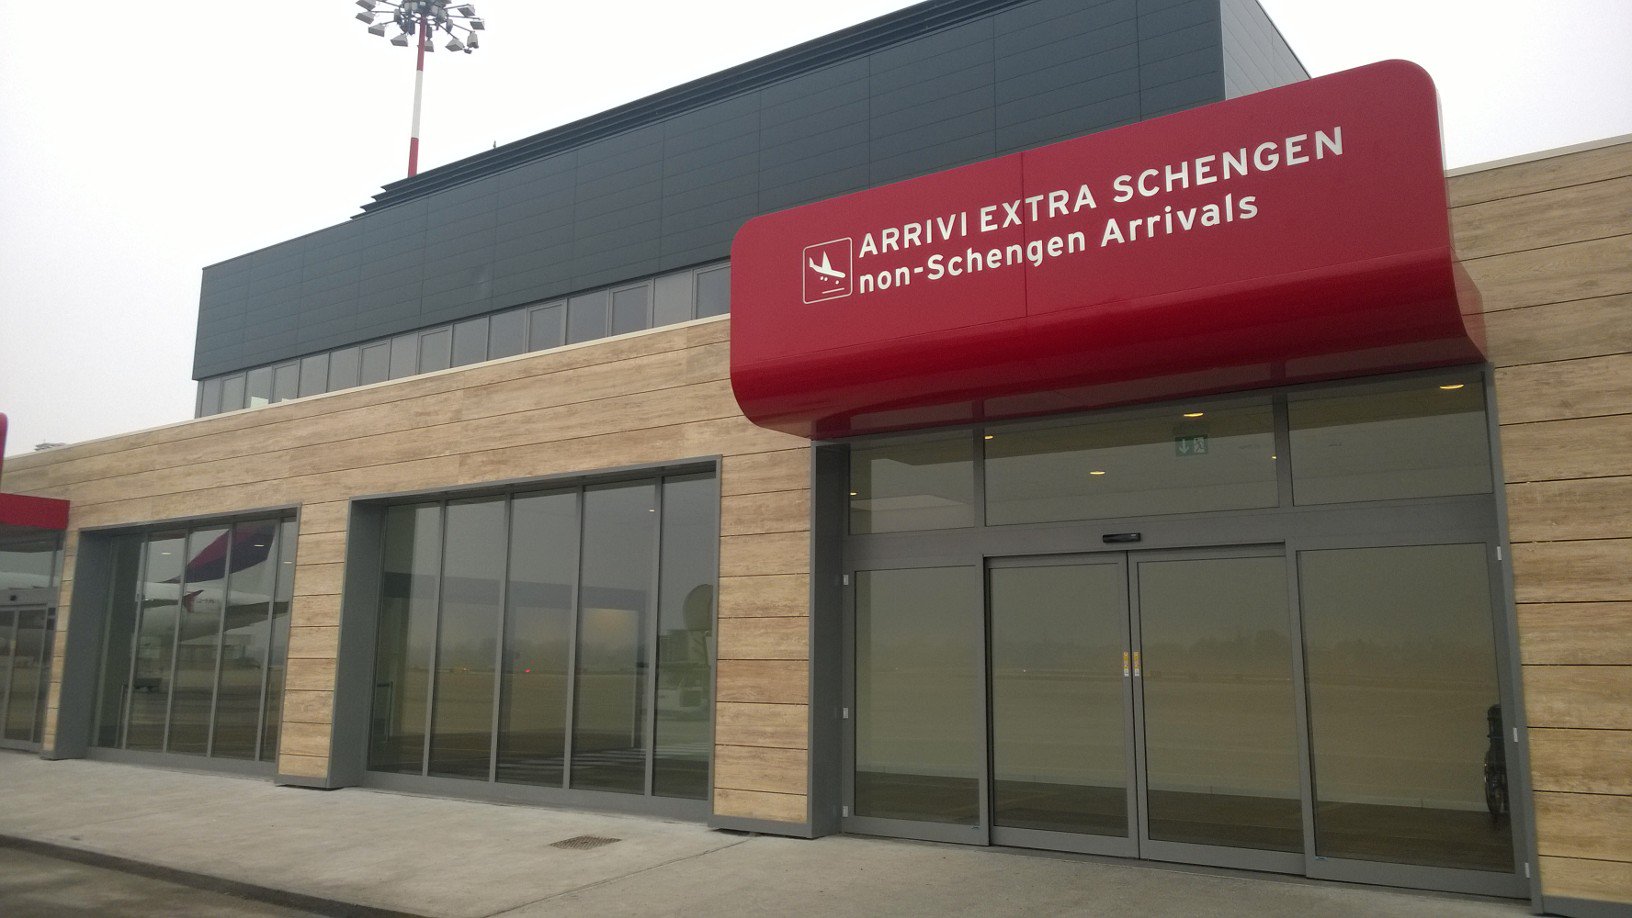 ARRIVI EXTRA SCHENGEN
non-Schengen Arrivals